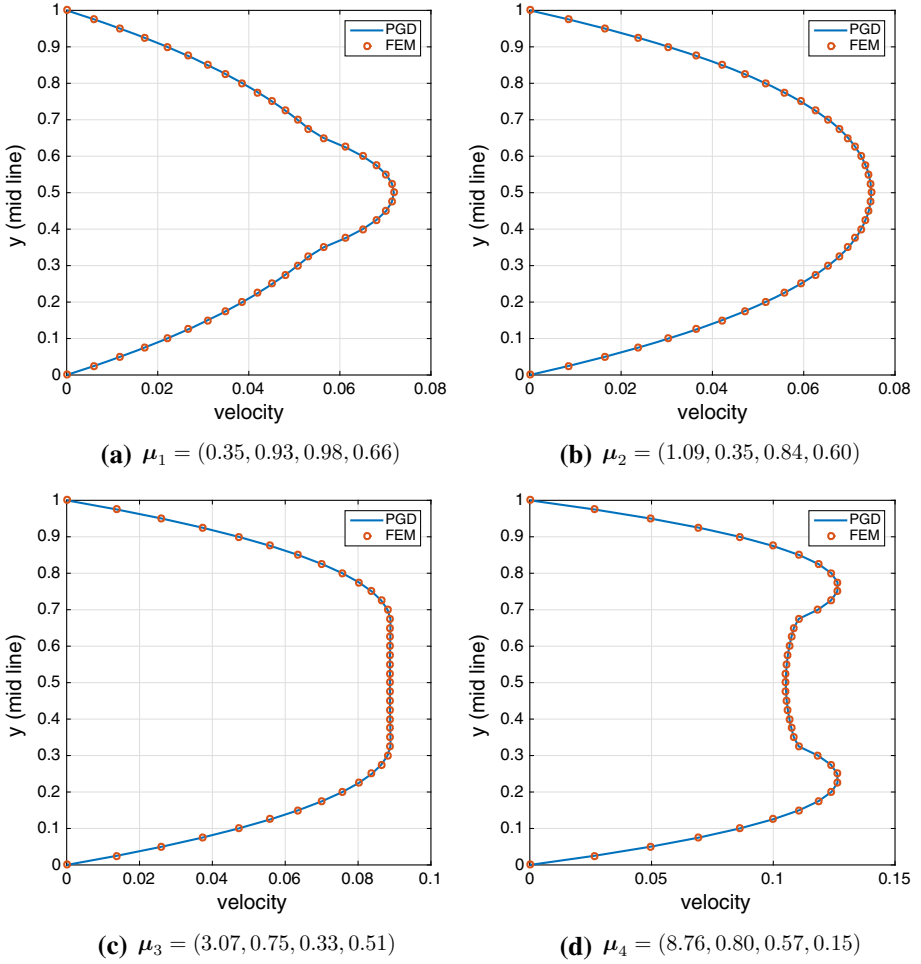 1
0.9
0.8
0.7
0.6
0.5
0.4
0.3
0.2
0.1
0
y (mid line)
PGD
FEM
0 0.02 0.04 0.06 0.08
velocity
(a) μ₁ = (0.35, 0.93, 0.98, 0.66)
1
0.9
0.8
0.7
0.6
0.5
0.4
0.3
0.2
0.1
0
y (mid line)
PGD
FEM
0 0.02 0.04 0.06 0.08
velocity
(b) μ₂ = (1.09, 0.35, 0.84, 0.60)
1
0.9
0.8
0.7
0.6
0.5
0.4
0.3
0.2
0.1
0
y (mid line)
PGD
FEM
0 0.02 0.04 0.06 0.08 0.1
velocity
(c) μ₃ = (3.07, 0.75, 0.33, 0.51)
1
0.9
0.8
0.7
0.6
0.5
0.4
0.3
0.2
0.1
0
y (mid line)
PGD
FEM
0 0.05 0.1 0.15
velocity
(d) μ₄ = (8.76, 0.80, 0.57, 0.15)